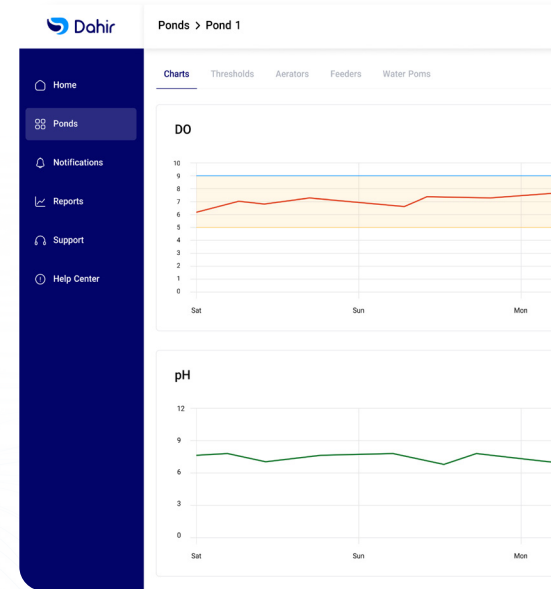 Dahir
Ponds > Pond 1
Home
Ponds
Notifications
Reports
Support
Help Center
Charts Thresholds Aerators Feeders Water Poms
DO
10
9
8
7
6
5
4
3
2
1
0
Sat Sun Mon
pH
12
9
6
3
0
Sat Sun Mon